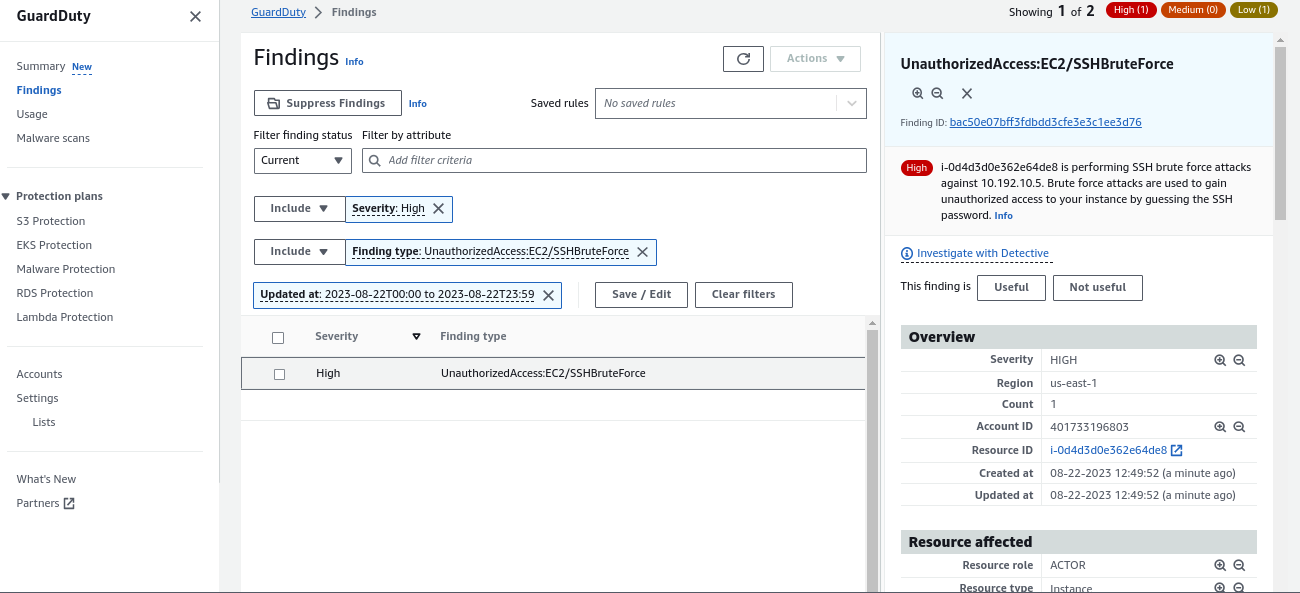 GuardDuty
Summary New
Findings
Usage
Malware scans
Protection plans
S3 Protection
EKS Protection
Malware Protection
RDS Protection
Lambda Protection
Accounts
Settings
Lists
What's New
Partners
GuardDuty Findings
Showing 1 of 2 High (1) Medium (0) Low (1)
Findings Info
Actions
Suppress Findings Info
Saved rules No saved rules
Filter finding status Filter by attribute
Current Add filter criteria
Include Severity: High
Include Finding type: UnauthorizedAccess:EC2/SSHBruteForce
Updated at: 2023-08-22T00:00 to 2023-08-22T23:59 Save / Edit Clear filters
Severity Finding type
High UnauthorizedAccess:EC2/SSHBruteForce
UnauthorizedAccess:EC2/SSHBruteForce
Finding ID: bac50e07bff3fdbdd3cfe3e3c1ee3d76
High i-0d4d3d0e362e64de8 is performing SSH brute force attacks
against 10.192.10.5. Brute force attacks are used to gain
unauthorized access to your instance by guessing the SSH
password. Info
Investigate with Detective
This finding is Useful Not useful
Overview
Severity HIGH
Region us-east-1
Count 1
Account ID 401733196803
Resource ID i-0d4d3d0e362e64de8
Created at 08-22-2023 12:49:52 (a minute ago)
Updated at 08-22-2023 12:49:52 (a minute ago)
Resource affected
Resource role ACTOR
Resource type Instance